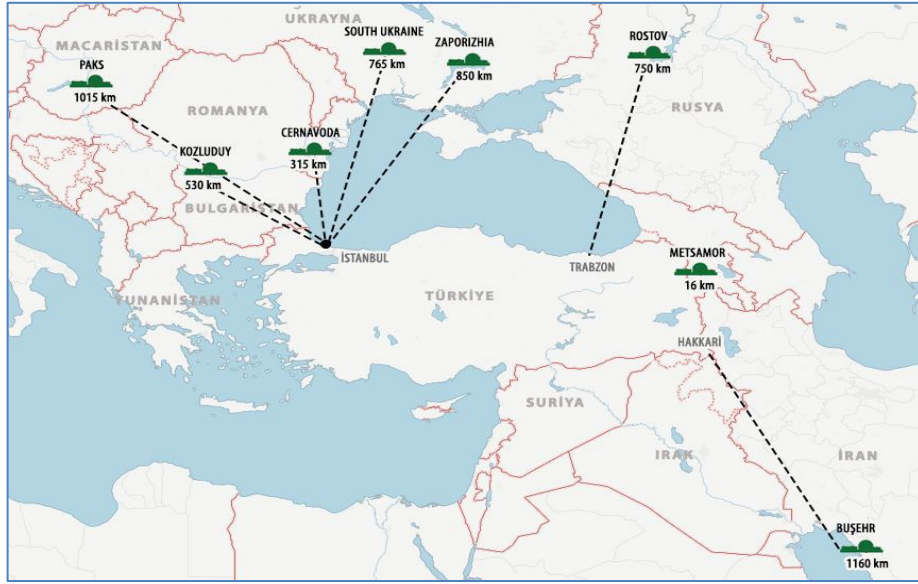 UKRAYNA
SOUTH UKRAINE
765 km
ZAPORIZHIA
850 km
ROSTOV
750 km
MACARİSTAN
PAKS
1015 km
ROMANYA
RUSYA
CERNAVODA
315 km
KOZLUDUY
530 km
BULGARİSTAN
İSTANBUL
TRABZON
METSAMOR
16 km
YUNANİSTAN
TÜRKİYE
HAKKARİ
SURİYA
IRAK
İRAN
BUŞEHR
1160 km